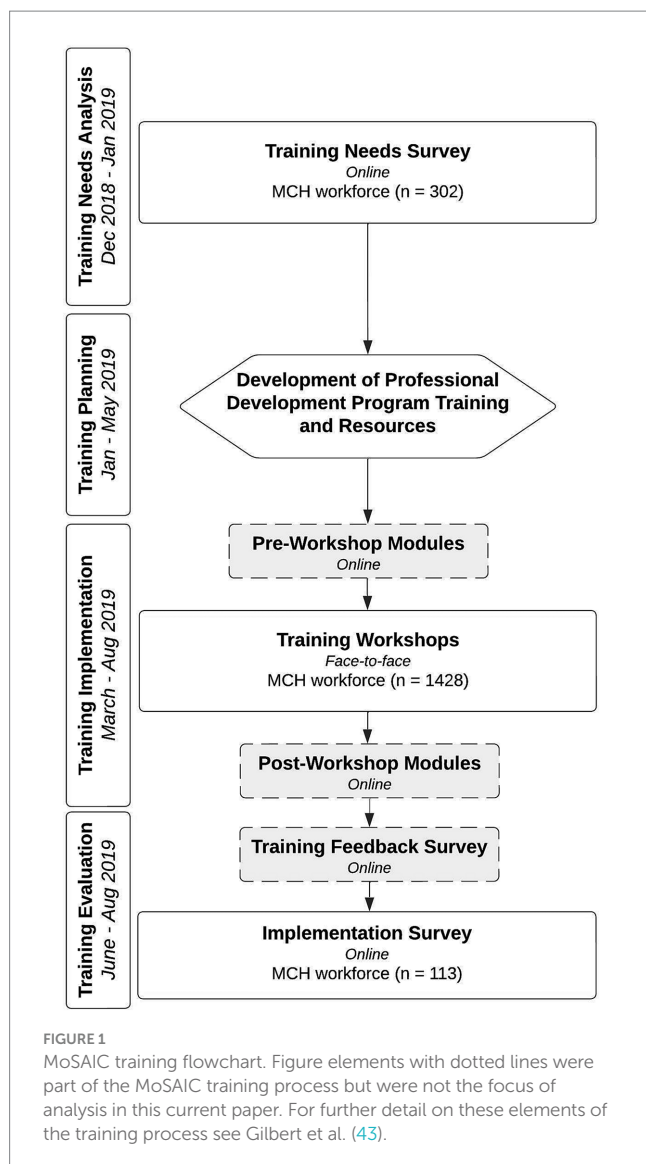 Training Needs Analysis
Dec 2018 - Jan 2019
Training Needs Survey
Online
MCH workforce (n = 302)
Training Planning
Jan - May 2019
Development of Professional
Development Program Training
and Resources
Training Implementation
March - Aug 2019
Pre-Workshop Modules
Online
Training Workshops
Face-to-face
MCH workforce (n = 1428)
Post-Workshop Modules
Online
Training Evaluation
June - Aug 2019
Training Feedback Survey
Online
Implementation Survey
Online
MCH workforce (n = 113)
FIGURE 1
MoSAIC training flowchart. Figure elements with dotted lines were
part of the MoSAIC training process but were not the focus of
analysis in this current paper. For further detail on these elements of
the training process see Gilbert et al. (43).